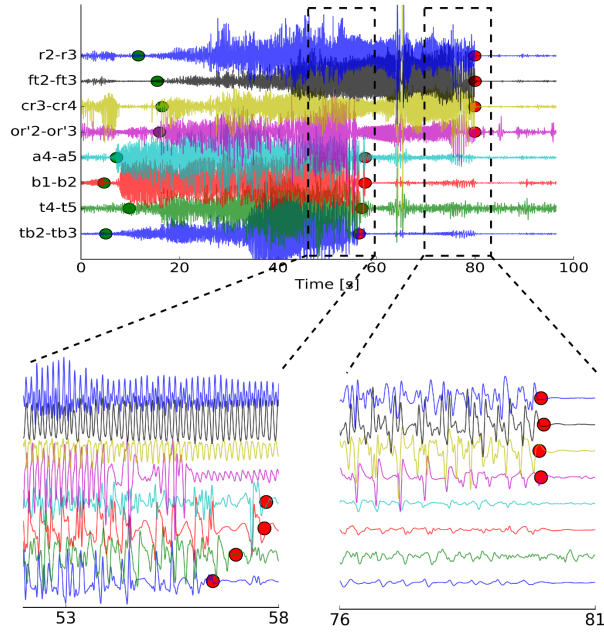 r2-r3
ft2-ft3
cr3-cr4
or'2-or'3
a4-a5
b1-b2
t4-t5
tb2-tb3
0 20 40 60 80 100
Time [s]
53 58 76 81